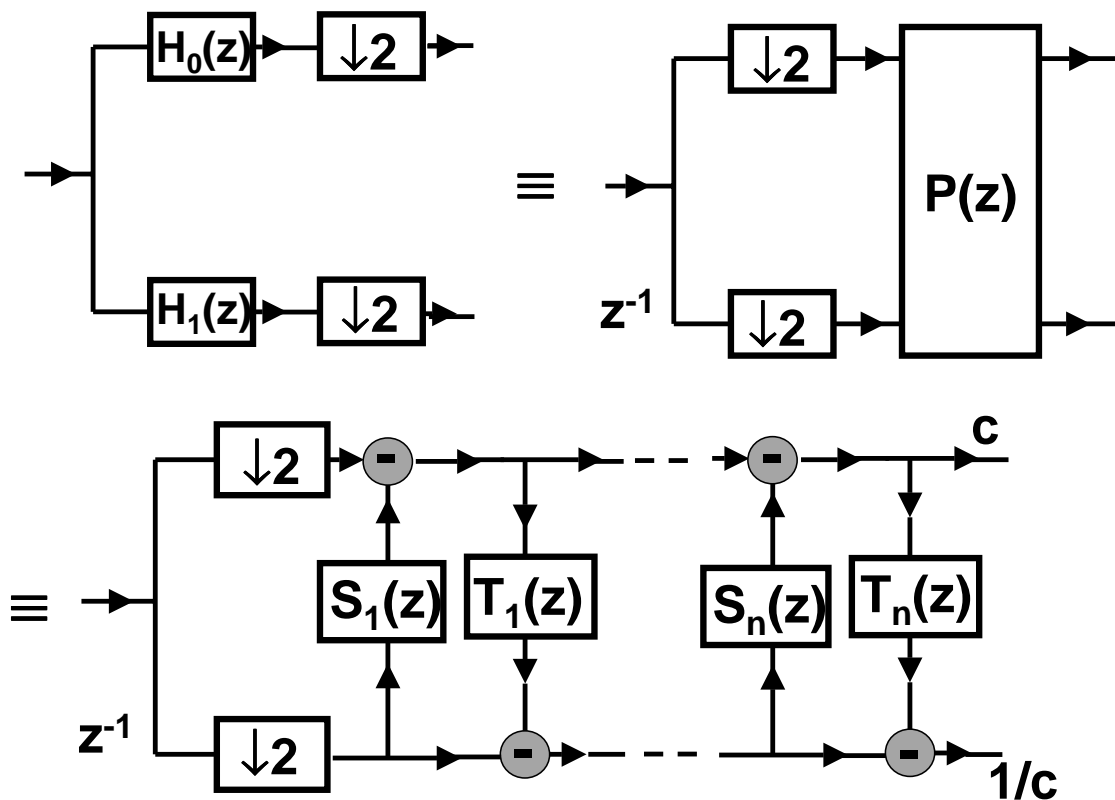 H₀(z) ↓2 ↓2
P(z)
≡
H₁(z) ↓2 z⁻¹ ↓2
c
↓2 - - - -
≡ S₁(z) T₁(z) Sₙ(z) Tₙ(z)
z⁻¹ ↓2 - - - -
1/c